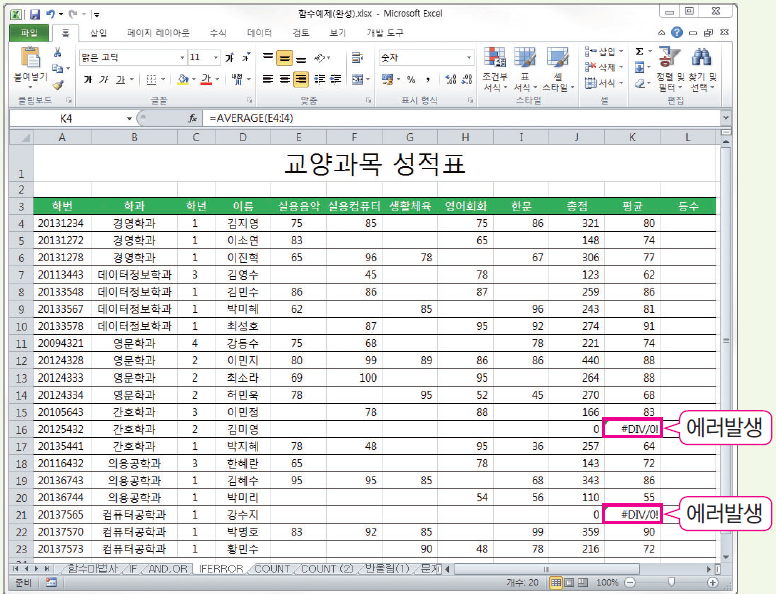 함수예제(완성).xlsx - Microsoft Excel
파일 홈 삽입 페이지 레이아웃 수식 데이터 검토 보기 개발 도구
붙여넣기 맑은 고딕 11 가 가 숫자 조건부 서식 표 서식 셀 스타일 삽입 삭제 서식 정렬 및 필터 찾기 및 선택
클립보드 글꼴 맞춤 표시 형식 스타일 셀 편집
K4 fx =AVERAGE(E4:I4)
A B C D E F G H I J K L
1 교양과목 성적표
2
3 학번 학과 학년 이름 실용음악 실용컴퓨터 생활체육 영어회화 한문 총점 평균 등수
4 20131234 경영학과 1 김지영 75 85 75 86 321 80
5 20131272 경영학과 1 이소연 83 65 148 74
6 20131278 경영학과 1 이진혁 65 96 78 67 306 77
7 20113443 데이터정보학과 3 김영수 45 78 123 62
8 20133548 데이터정보학과 1 김민수 86 86 87 259 86
9 20133567 데이터정보학과 1 박미혜 62 85 96 243 81
10 20133578 데이터정보학과 1 최성호 87 95 92 274 91
11 20094321 영문학과 4 강동수 75 68 78 221 74
12 20124328 영문학과 2 이민지 80 99 89 86 86 440 88
13 20124333 영문학과 2 최소라 69 100 95 264 88
14 20124334 영문학과 2 허민욱 78 95 52 45 270 68
15 20105643 간호학과 3 이민정 78 88 166 83
16 20125432 간호학과 2 김미영 0 #DIV/0! 에러발생
17 20135441 간호학과 1 박지혜 78 48 95 36 257 64
18 20116432 의용공학과 3 한혜란 65 78 143 72
19 20136743 의용공학과 1 김혜수 95 95 85 68 343 86
20 20136744 의용공학과 1 박미리 54 56 110 55
21 20137565 컴퓨터공학과 1 강수지 0 #DIV/0! 에러발생
22 20137570 컴퓨터공학과 1 박명호 83 92 85 99 359 90
23 20137573 컴퓨터공학과 1 황민수 90 48 78 216 72
함수마법사 IF AND,OR IFERROR COUNT COUNT (2) 반올림(1) 문자
준비 개수: 20 100%